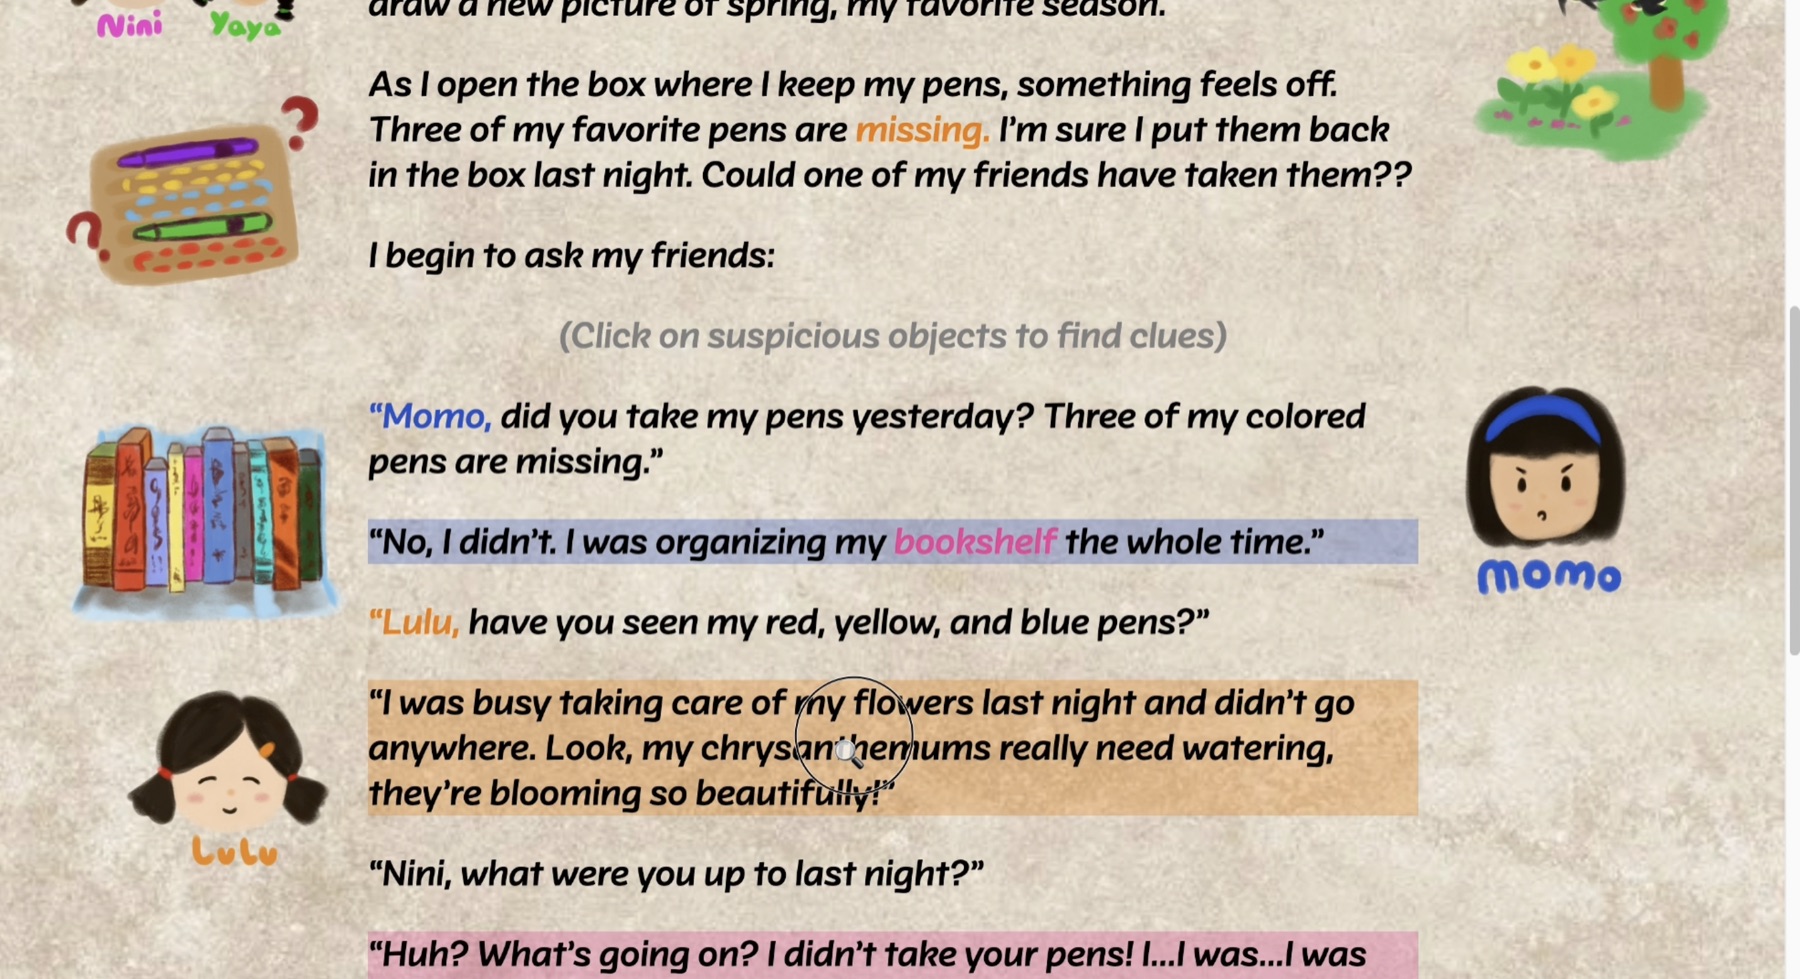 draw a new picture of spring, my favorite season.
Nini Yaya
As I open the box where I keep my pens, something feels off.
Three of my favorite pens are missing. I'm sure I put them back
in the box last night. Could one of my friends have taken them??
? ?
I begin to ask my friends:
(Click on suspicious objects to find clues)
“Momo, did you take my pens yesterday? Three of my colored
pens are missing.”
“No, I didn't. I was organizing my bookshelf the whole time.”
momo
“Lulu, have you seen my red, yellow, and blue pens?”
“I was busy taking care of my flowers last night and didn't go
anywhere. Look, my chrysanthemums really need watering,
they're blooming so beautifully!”
LuLu
“Nini, what were you up to last night?”
“Huh? What's going on? I didn't take your pens! I...I was...I was